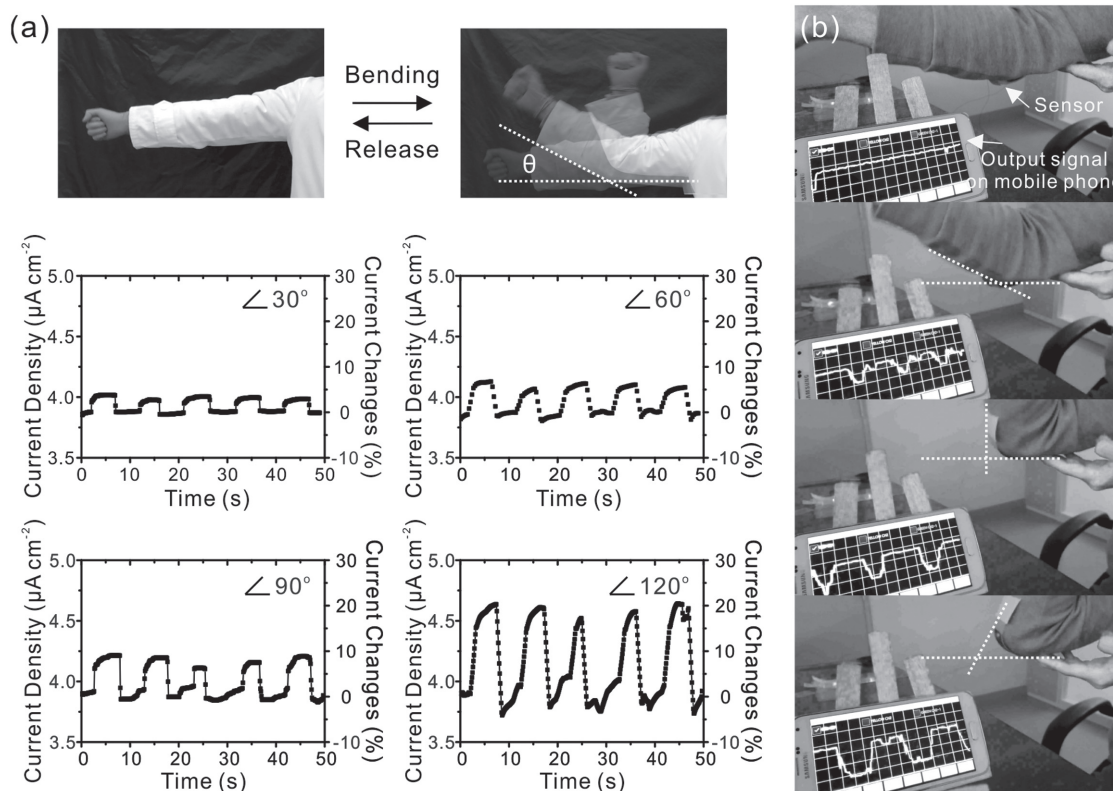 (a)
Bending
Release
θ
(b)
Sensor
Output signal
on mobile phone
SAMSUNG
SAMSUNG
SAMSUNG
SAMSUNG
Current Density (µA cm⁻²)
5.0
4.5
4.0
3.5
∠30°
30
20
10
0
-10
Current Changes (%)
0 10 20 30 40 50
Time (s)
Current Density (µA cm⁻²)
5.0
4.5
4.0
3.5
∠60°
30
20
10
0
-10
Current Changes (%)
0 10 20 30 40 50
Time (s)
Current Density (µA cm⁻²)
5.0
4.5
4.0
3.5
∠90°
30
20
10
0
-10
Current Changes (%)
0 10 20 30 40 50
Time (s)
Current Density (µA cm⁻²)
5.0
4.5
4.0
3.5
∠120°
30
20
10
0
-10
Current Changes (%)
0 10 20 30 40 50
Time (s)